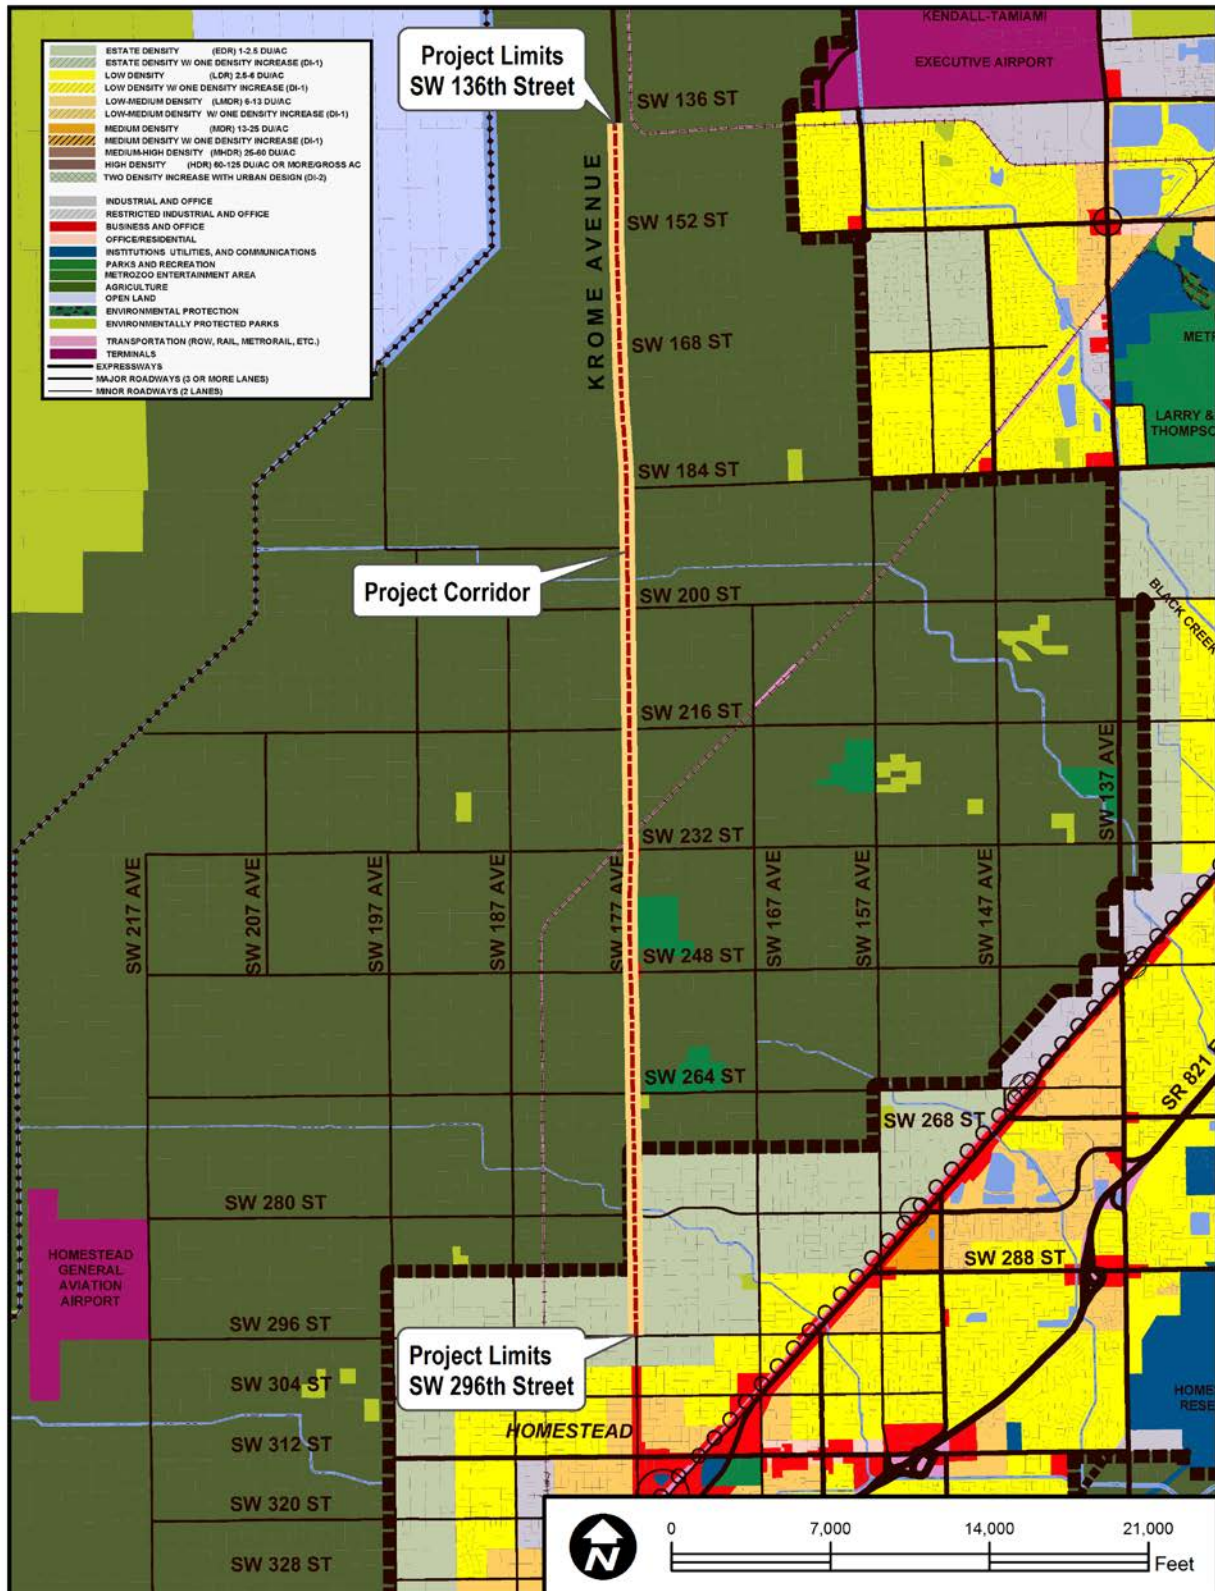 KENDALL-TAMIAMI
EXECUTIVE AIRPORT
ESTATE DENSITY (EDR) 1-2.5 DU/AC
ESTATE DENSITY W/ ONE DENSITY INCREASE (DI-1)
LOW DENSITY (LDR) 2.5-6 DU/AC
LOW DENSITY W/ ONE DENSITY INCREASE (DI-1)
LOW-MEDIUM DENSITY (LMDR) 6-13 DU/AC
LOW-MEDIUM DENSITY W/ ONE DENSITY INCREASE (DI-1)
MEDIUM DENSITY (MDR) 13-25 DU/AC
MEDIUM DENSITY W/ ONE DENSITY INCREASE (DI-1)
MEDIUM-HIGH DENSITY (MHDR) 25-60 DU/AC
HIGH DENSITY (HDR) 60-125 DU/AC OR MORE/GROSS AC
TWO DENSITY INCREASE WITH URBAN DESIGN (DI-2)
INDUSTRIAL AND OFFICE
RESTRICTED INDUSTRIAL AND OFFICE
BUSINESS AND OFFICE
OFFICE/RESIDENTIAL
INSTITUTIONS UTILITIES, AND COMMUNICATIONS
PARKS AND RECREATION
METROZOO ENTERTAINMENT AREA
AGRICULTURE
OPEN LAND
ENVIRONMENTAL PROTECTION
ENVIRONMENTALLY PROTECTED PARKS
TRANSPORTATION (ROW, RAIL, METRORAIL, ETC.)
TERMINALS
EXPRESSWAYS
MAJOR ROADWAYS (3 OR MORE LANES)
MINOR ROADWAYS (2 LANES)
Project Limits
SW 136th Street
SW 136 ST
KROME AVENUE
SW 152 ST
SW 168 ST
METR
LARRY &
THOMPSO
SW 184 ST
Project Corridor
SW 200 ST
BLACK CREEK
SW 216 ST
SW 137 AVE
SW 232 ST
SW 217 AVE
SW 207 AVE
SW 197 AVE
SW 187 AVE
SW 177 AVE
SW 167 AVE
SW 157 AVE
SW 147 AVE
SW 248 ST
SW 264 ST
SR 821 E
SW 268 ST
SW 280 ST
HOMESTEAD
GENERAL
AVIATION
AIRPORT
SW 288 ST
SW 296 ST
Project Limits
SW 296th Street
SW 304 ST
HOME
RESE
HOMESTEAD
SW 312 ST
SW 320 ST
SW 328 ST
N
0 7,000 14,000 21,000
Feet